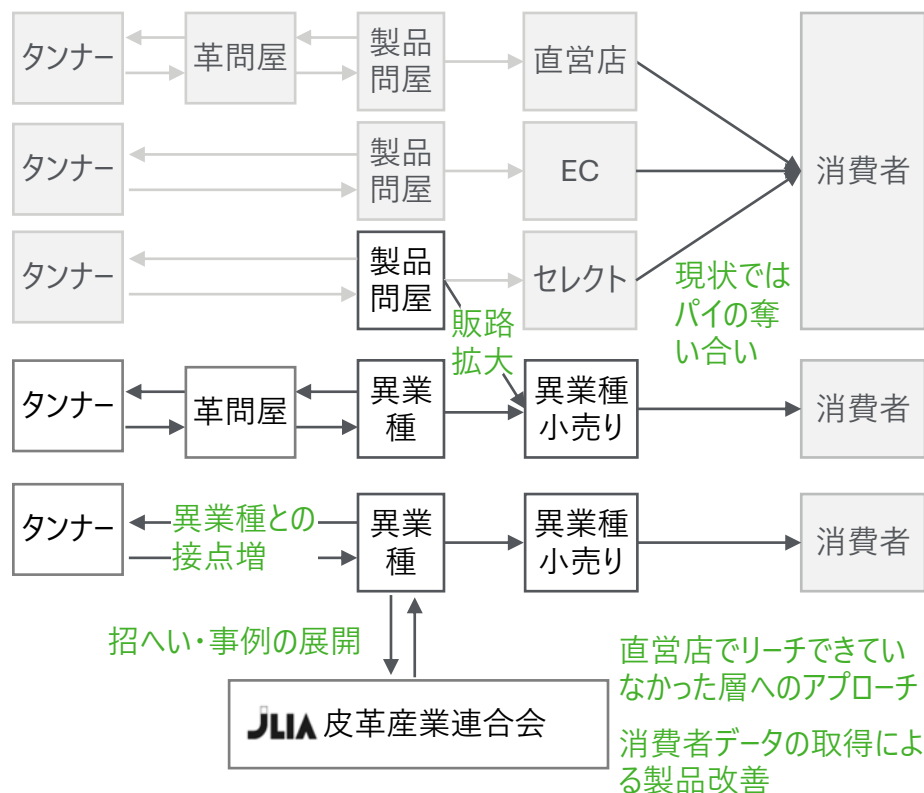 タンナー
革問屋
製品
問屋
直営店
消費者
タンナー
製品
問屋
EC
タンナー
製品
問屋
セレクト
現状では
パイの奪
い合い
販路
拡大
タンナー
革問屋
異業
種
異業種
小売り
消費者
タンナー
異業種との
接点増
異業
種
異業種
小売り
消費者
招へい・事例の展開
JLIA 皮革産業連合会
直営店でリーチできてい
なかった層へのアプローチ
消費者データの取得によ
る製品改善